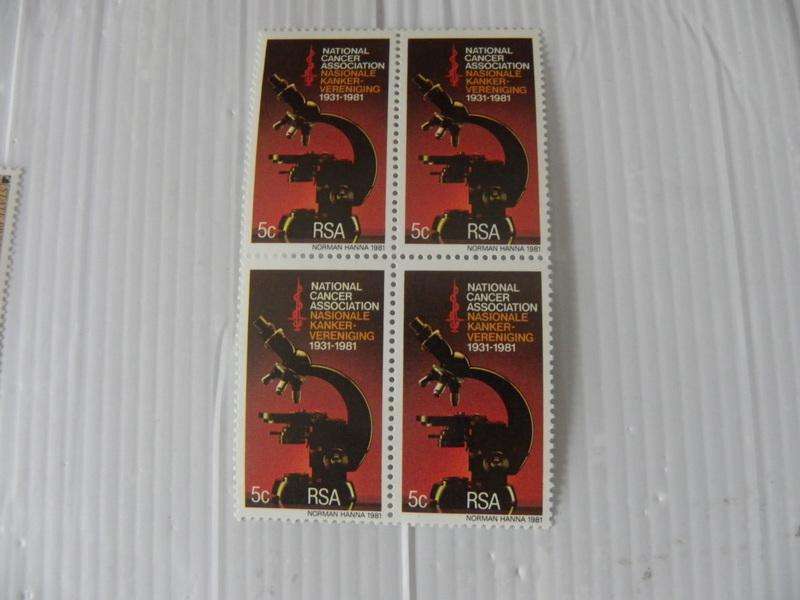 NATIONAL
CANCER
ASSOCIATION
NASIONALE
KANKER-
VERENIGING
1931-1981
5c RSA
NORMAN HANNA 1981
NATIONAL
CANCER
ASSOCIATION
NASIONALE
KANKER-
VERENIGING
1931-1981
5c RSA
NORMAN HANNA 1981
NATIONAL
CANCER
ASSOCIATION
NASIONALE
KANKER-
VERENIGING
1931-1981
5c RSA
NORMAN HANNA 1981
NATIONAL
CANCER
ASSOCIATION
NASIONALE
KANKER-
VERENIGING
1931-1981
5c RSA
NORMAN HANNA 1981